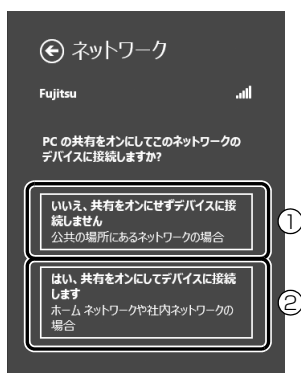 ネットワーク
Fujitsu
PC の共有をオンにしてこのネットワークの
デバイスに接続しますか?
いいえ、共有をオンにせずデバイスに接
続しません
公共の場所にあるネットワークの場合
①
はい、共有をオンにしてデバイスに接続
します
ホーム ネットワークや社内ネットワークの
場合
②